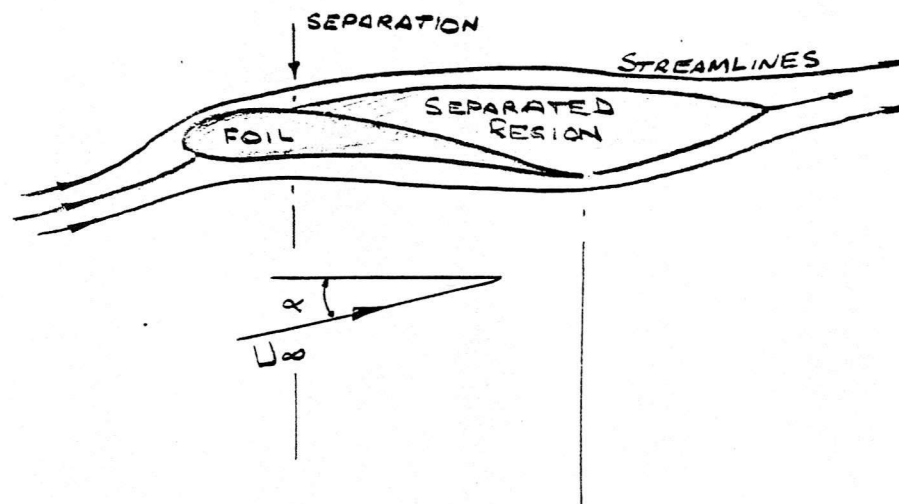 SEPARATION
STREAMLINES
SEPARATED
REGION
FOIL
α
U∞